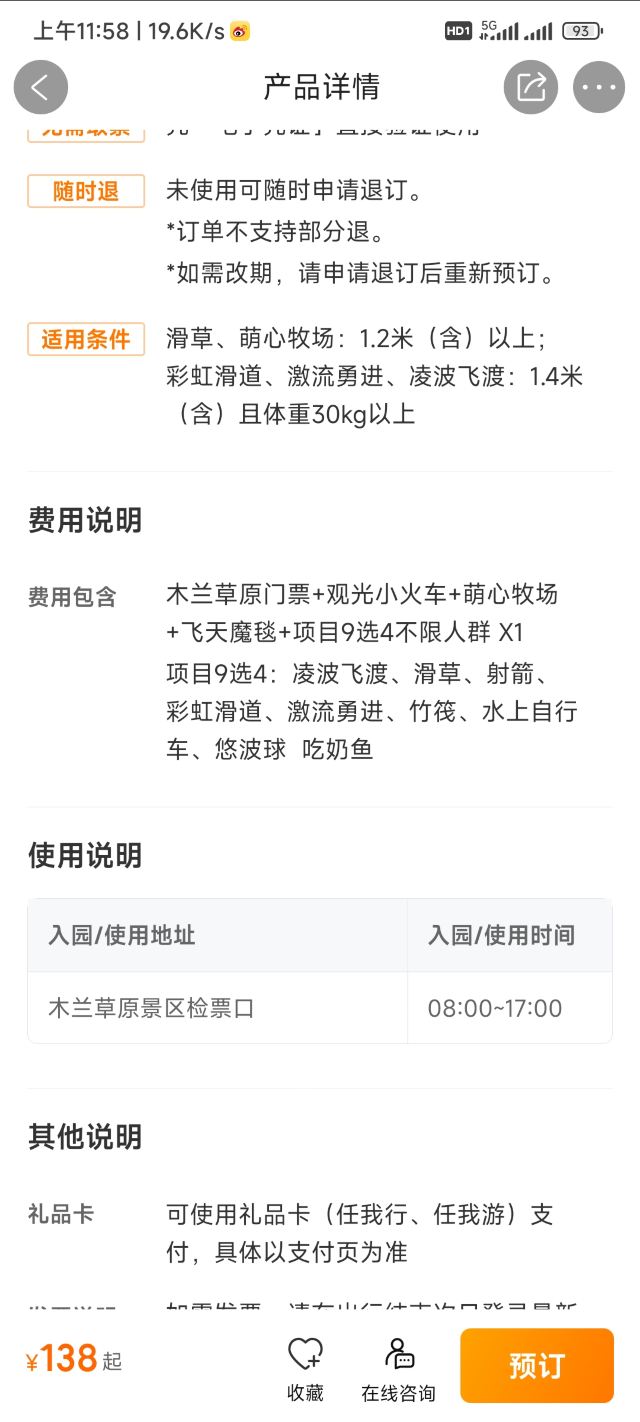 上午11:58 | 19.6K/s
HD1 5G 93
产品详情
随时退 未使用可随时申请退订。
*订单不支持部分退。
*如需改期，请申请退订后重新预订。
适用条件 滑草、萌心牧场：1.2米（含）以上；
彩虹滑道、激流勇进、凌波飞渡：1.4米
（含）且体重30kg以上
费用说明
费用包含 木兰草原门票+观光小火车+萌心牧场
+飞天魔毯+项目9选4不限人群 X1
项目9选4：凌波飞渡、滑草、射箭、
彩虹滑道、激流勇进、竹筏、水上自行
车、悠波球 吃奶鱼
使用说明
入园/使用地址 入园/使用时间
木兰草原景区检票口 08:00~17:00
其他说明
礼品卡 可使用礼品卡（任我行、任我游）支
付，具体以支付页为准
¥138起 收藏 在线咨询 预订